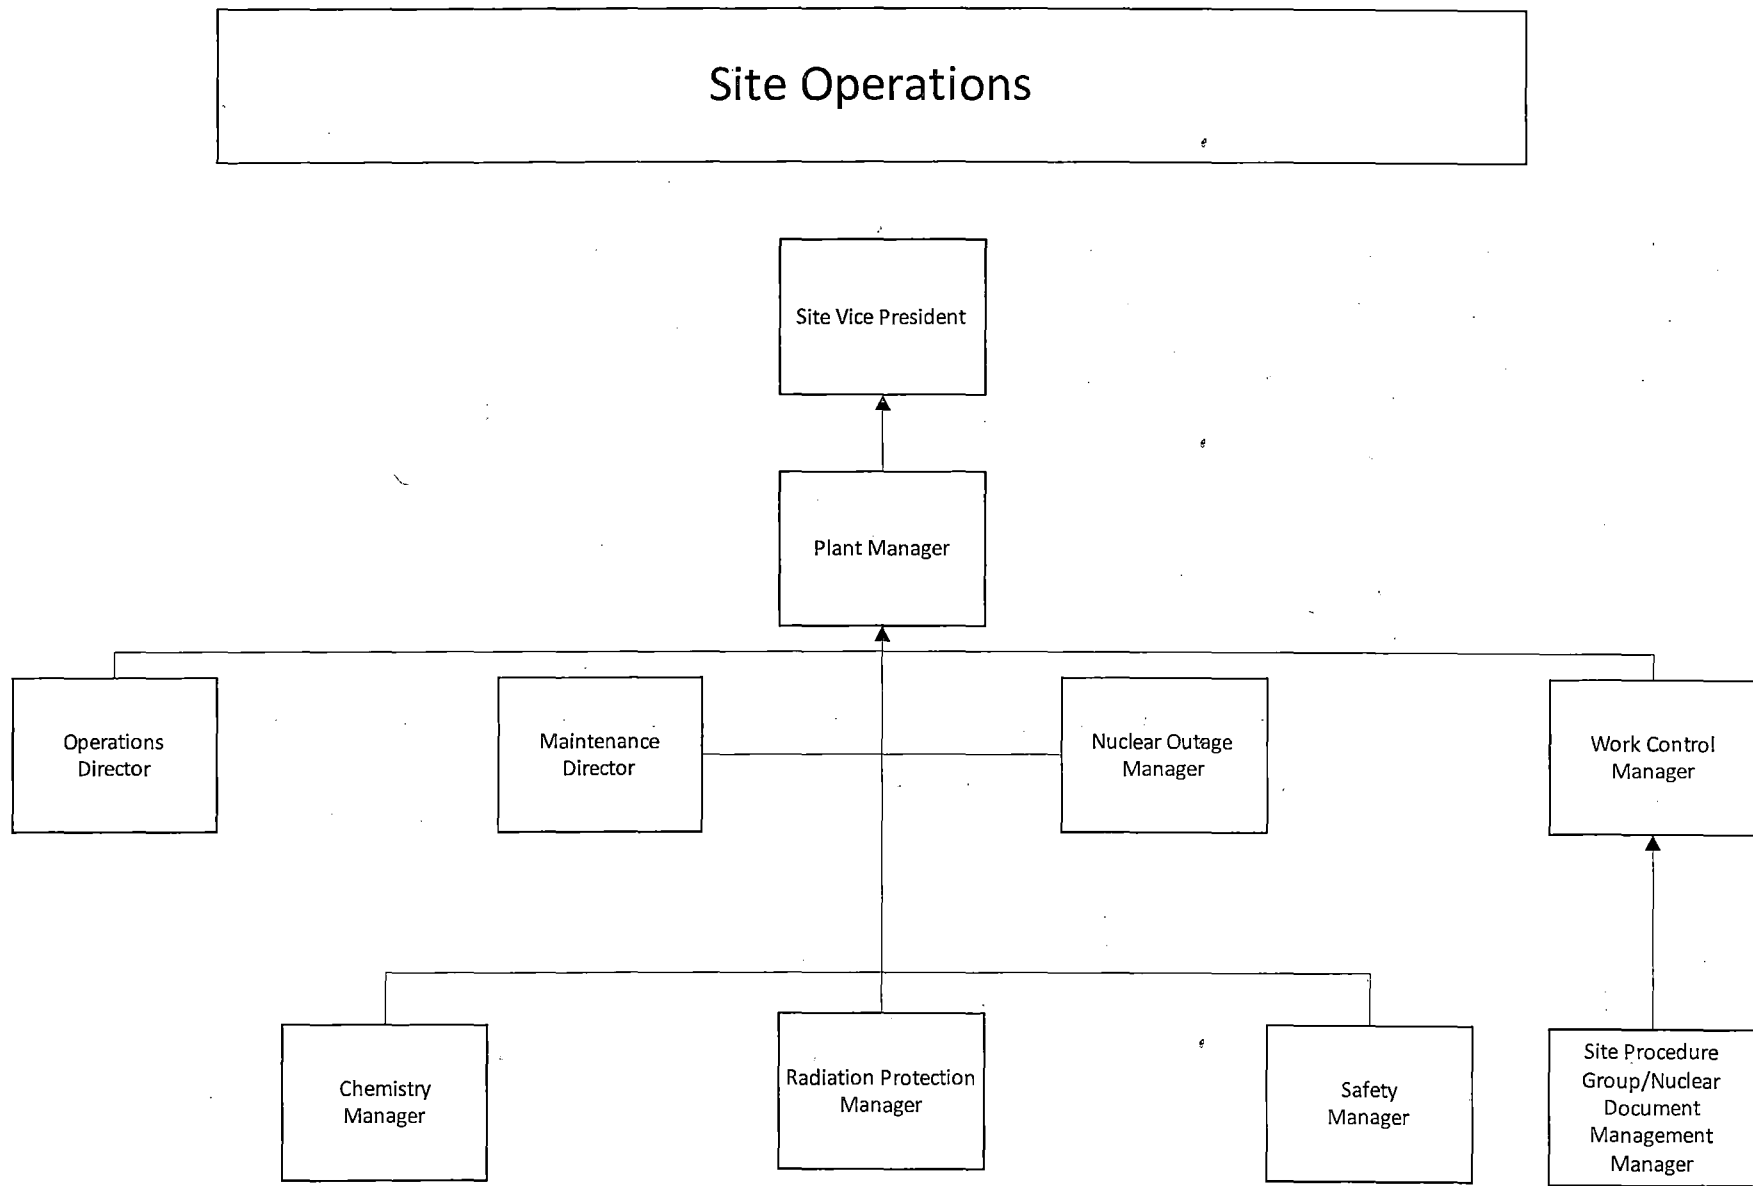 Site Operations
Site Vice President
Plant Manager
Operations
Director
Maintenance
Director
Nuclear Outage
Manager
Work Control
Manager
Chemistry
Manager
Radiation Protection
Manager
Safety
Manager
Site Procedure
Group/Nuclear
Document
Management
Manager